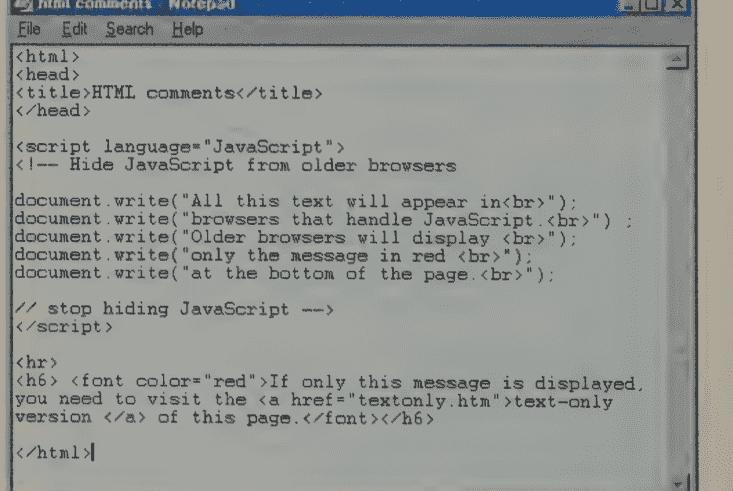 html comments - Notepad
File Edit Search Help
<html>
<head>
<title>HTML comments</title>
</head>
<script language="JavaScript">
<!-- Hide JavaScript from older browsers
document.write("All this text will appear in<br>");
document.write("browsers that handle JavaScript.<br>") ;
document.write("Older browsers will display <br>");
document.write("only the message in red <br>");
document.write("at the bottom of the page.<br>");
// stop hiding JavaScript -->
</script>
<hr>
<h6> <font color="red">If only this message is displayed,
you need to visit the <a href="textonly.htm">text-only
version </a> of this page.</font></h6>
</html>